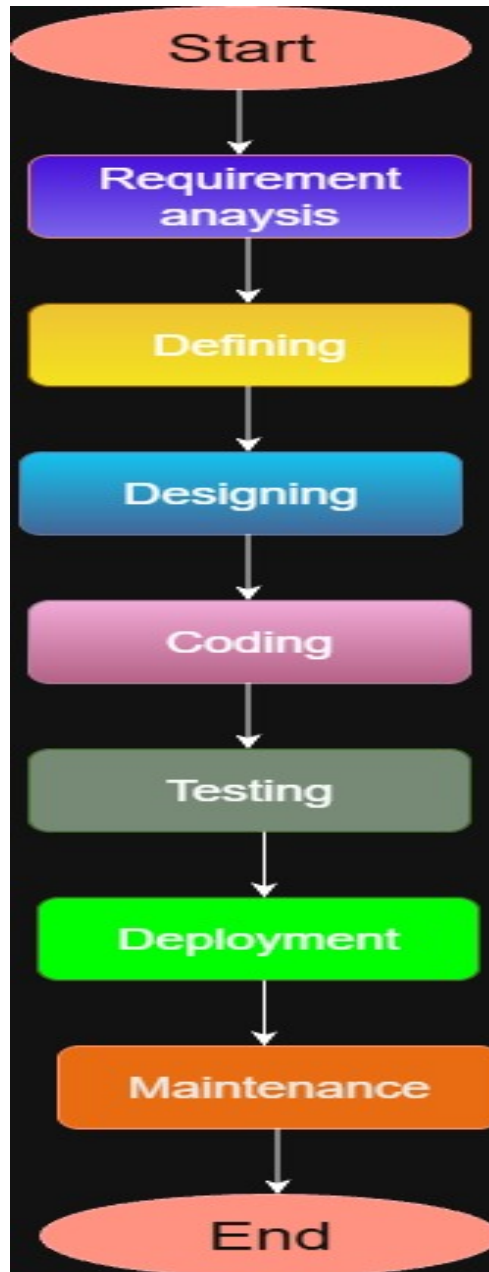 Start
Requirement
anaysis
Defining
Designing
Coding
Testing
Deployment
Maintenance
End